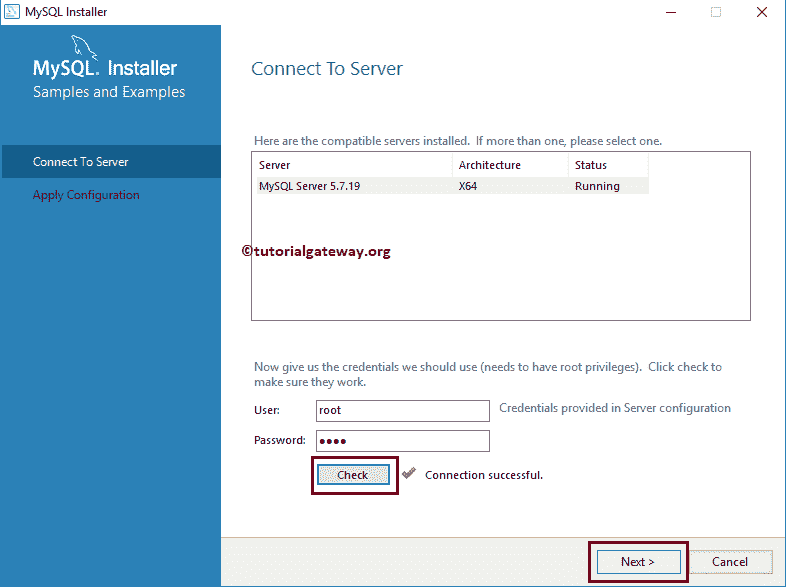 MySQL Installer
MySQL. Installer
Samples and Examples
Connect To Server
Apply Configuration
Connect To Server
Here are the compatible servers installed.  If more than one, please select one.
Server Architecture Status
MySQL Server 5.7.19 X64 Running
©tutorialgateway.org
Now give us the credentials we should use (needs to have root privileges).  Click check to
make sure they work.
User: root Credentials provided in Server configuration
Password: ●●●●
Check Connection successful.
Next > Cancel